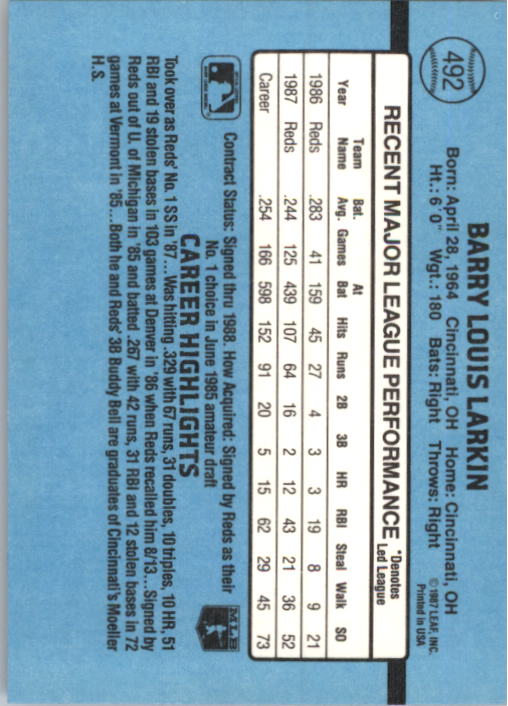 492
BARRY LOUIS LARKIN
Born: April 28, 1964 Cincinnati, OH Home: Cincinnati, OH
Ht.: 6' 0" Wgt.: 180 Bats: Right Throws: Right
©1987 LEAF, INC.
Printed in USA
RECENT MAJOR LEAGUE PERFORMANCE *Denotes Led League
Year Team Name Bat. Avg. Games At Bat Hits Runs 2B 3B HR RBI Steal Walk SO
1986 Reds .283 41 159 45 27 4 3 3 19 8 9 21
1987 Reds .244 125 439 107 64 16 2 12 43 21 36 52
Career .254 166 598 152 91 20 5 15 62 29 45 73
Contract Status: Signed thru 1988. How Acquired: Signed by Reds as their
No. 1 choice in June 1985 amateur draft
MLB
CAREER HIGHLIGHTS
Took over as Reds' No. 1 SS in '87...Was hitting .329 with 67 runs, 31 doubles, 10 triples, 10 HR, 51
RBI and 19 stolen bases in 103 games at Denver in '86 when Reds recalled him 8/13...Signed by
Reds out of U. of Michigan in '85 and batted .267 with 42 runs, 31 RBI and 12 stolen bases in 72
games at Vermont in '85...Both he and Reds' 3B Buddy Bell are graduates of Cincinnati's Moeller
H.S.